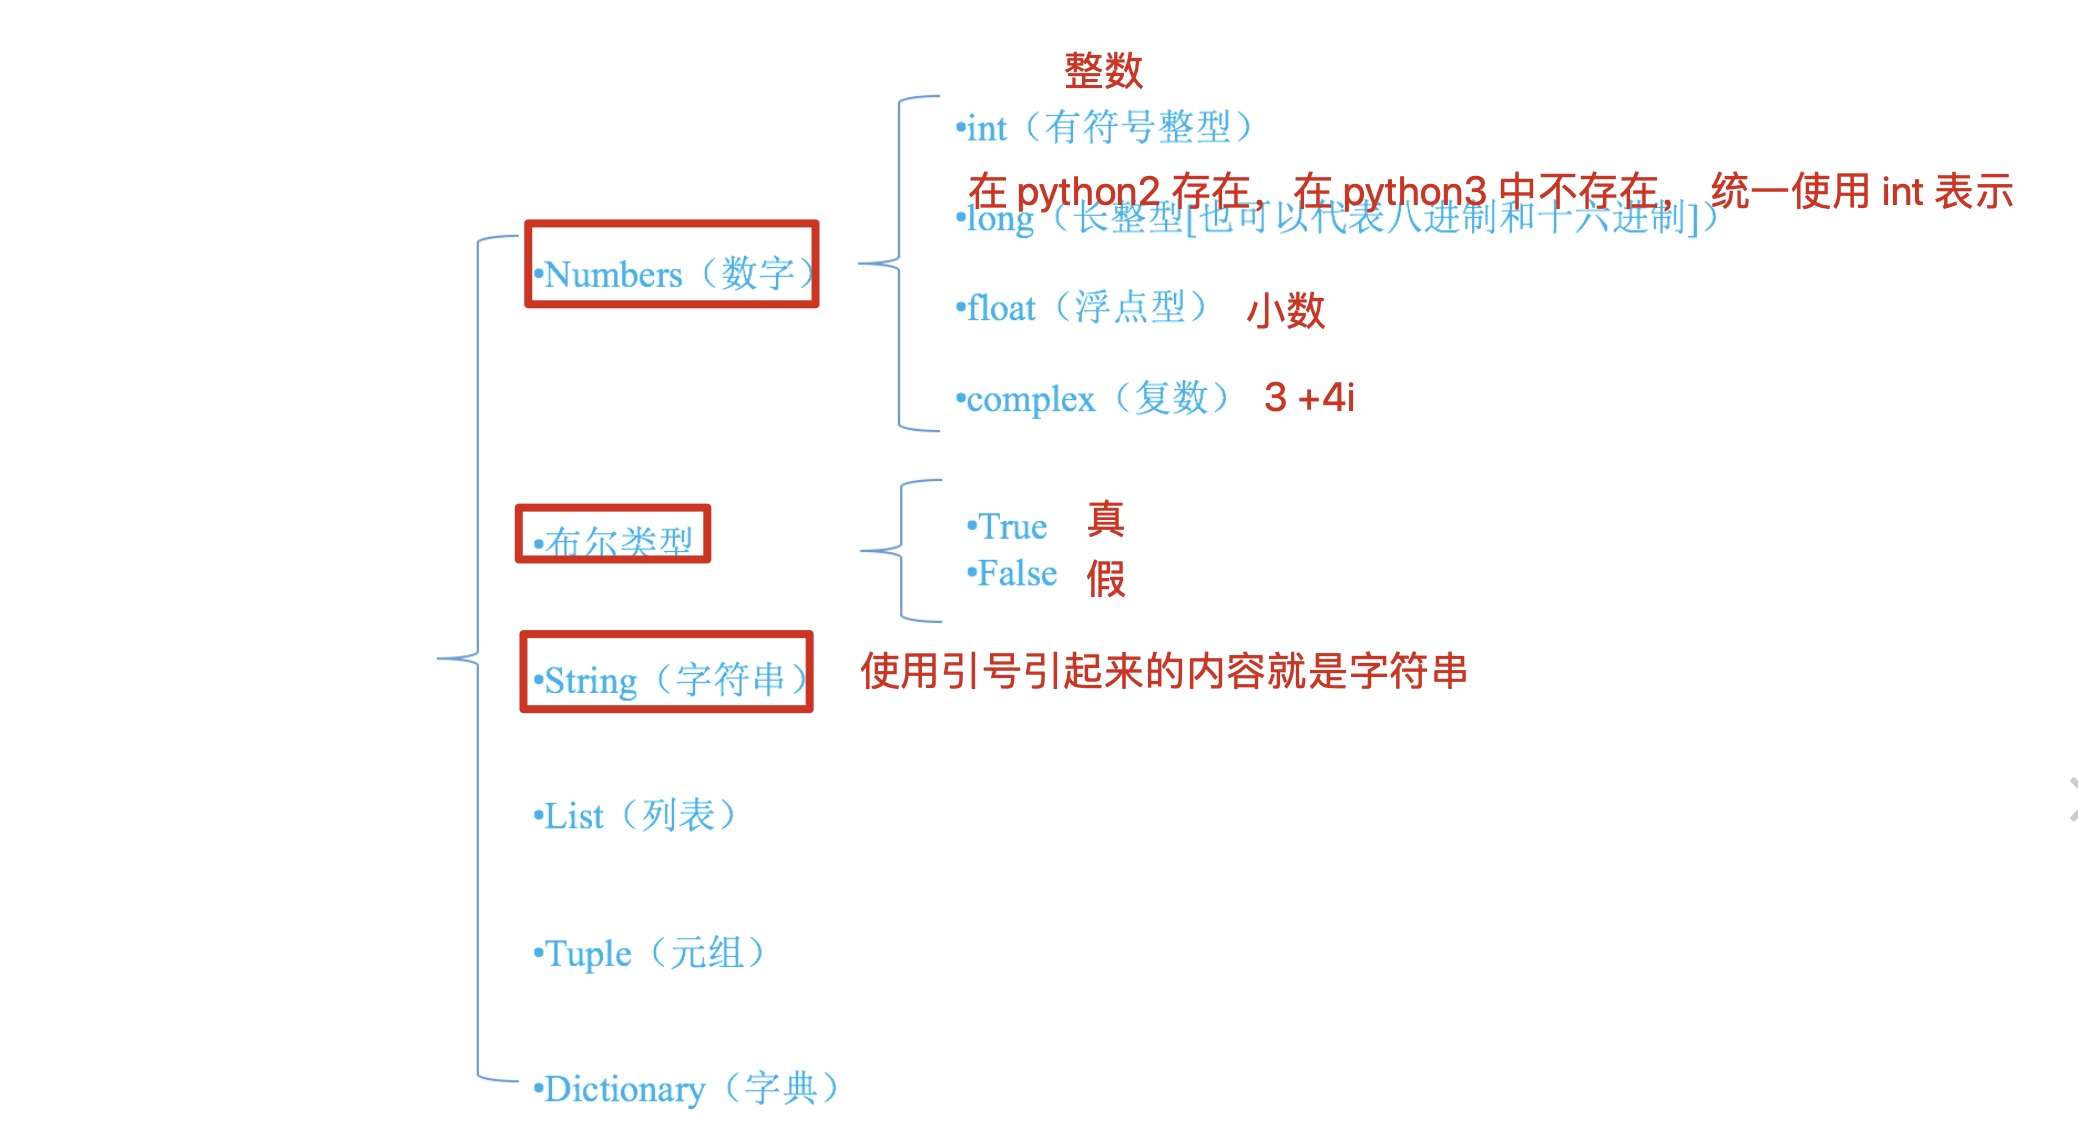 整数
•int（有符号整型）
在 python2 存在，在 python3 中不存在， 统一使用 int 表示
•long（长整型[也可以代表八进制和十六进制]）
•Numbers（数字）
•float（浮点型） 小数
•complex（复数） 3 +4i
•布尔类型
•True 真
•False 假
•String（字符串） 使用引号引起来的内容就是字符串
•List（列表）
•Tuple（元组）
•Dictionary（字典）